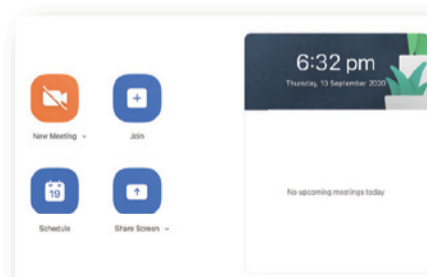 6:32 pm
Thursday, 10 September 2020
New Meeting
Join
19
No upcoming meetings today
Schedule
Share Screen